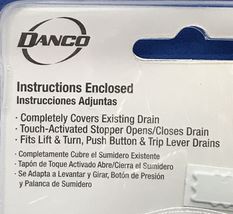 DANCO
Instructions Enclosed
Instrucciones Adjuntas
• Completely Covers Existing Drain
• Touch-Activated Stopper Opens/Closes Drain
• Fits Lift & Turn, Push Button & Trip Lever Drains
• Completamente Cubre el Sumidero Existente
• Tapón de Toque Activado Abre/Cierra el Sumidero
• Se Adapta a Levantar y Girar, Botón de Presión
y Palanca de Sumidero